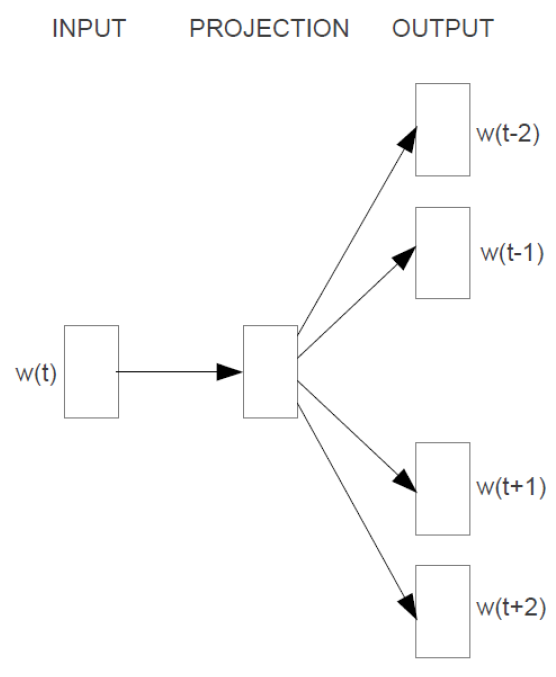 INPUT PROJECTION OUTPUT
w(t-2)
w(t-1)
w(t)
w(t+1)
w(t+2)